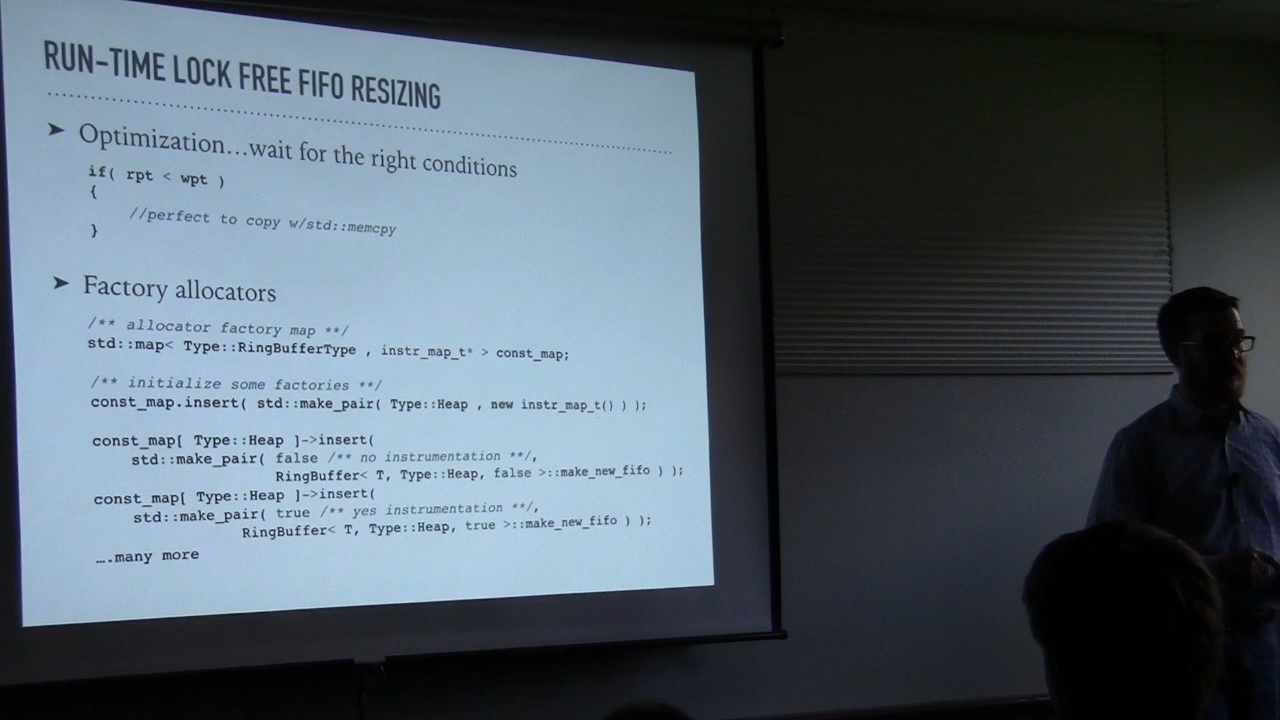 RUN-TIME LOCK FREE FIFO RESIZING
➤ Optimization...wait for the right conditions
if( rpt < wpt )
{
//perfect to copy w/std::memcpy
}
➤ Factory allocators
/** allocator factory map **/
std::map< Type::RingBufferType , instr_map_t* > const_map;
/** initialize some factories **/
const_map.insert( std::make_pair( Type::Heap , new instr_map_t() ) );
const_map[ Type::Heap ]->insert(
std::make_pair( false /** no instrumentation **/,
RingBuffer< T, Type::Heap, false >::make_new_fifo ) );
const_map[ Type::Heap ]->insert(
std::make_pair( true /** yes instrumentation **/,
RingBuffer< T, Type::Heap, true >::make_new_fifo ) );
….many more